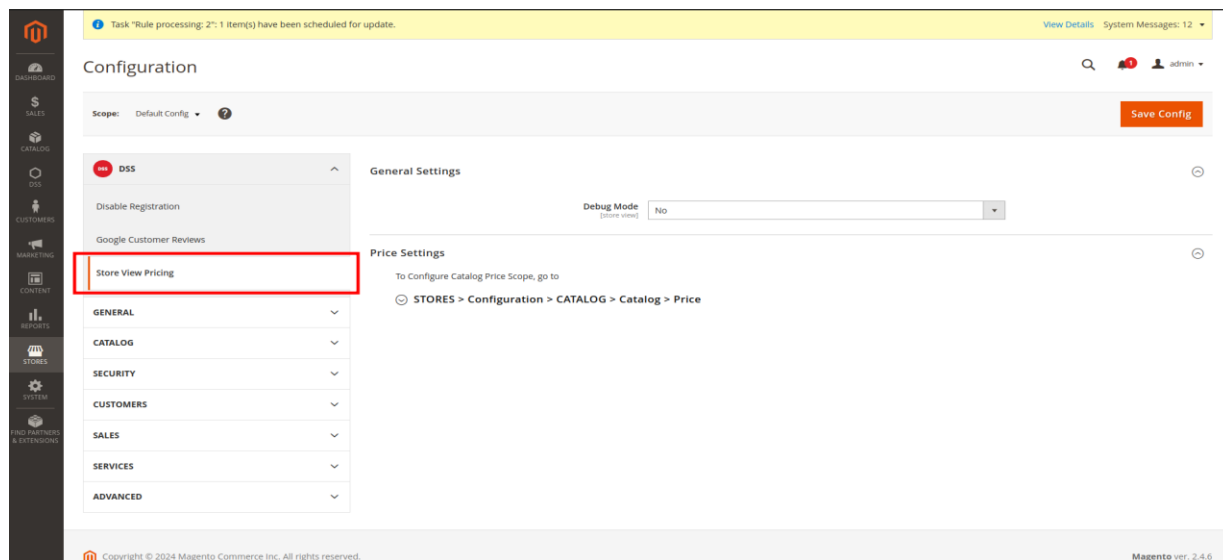 Task "Rule processing: 2": 1 item(s) have been scheduled for update.
View Details System Messages: 12
Configuration
1
admin
Scope: Default Config ?
Save Config
DASHBOARD
SALES
CATALOG
DSS
CUSTOMERS
MARKETING
CONTENT
REPORTS
STORES
SYSTEM
FIND PARTNERS
& EXTENSIONS
DSS DSS
Disable Registration
Google Customer Reviews
Store View Pricing
GENERAL
CATALOG
SECURITY
CUSTOMERS
SALES
SERVICES
ADVANCED
General Settings
Debug Mode
[store view]
No
Price Settings
To Configure Catalog Price Scope, go to
STORES > Configuration > CATALOG > Catalog > Price
Copyright © 2024 Magento Commerce Inc. All rights reserved.
Magento ver. 2.4.6